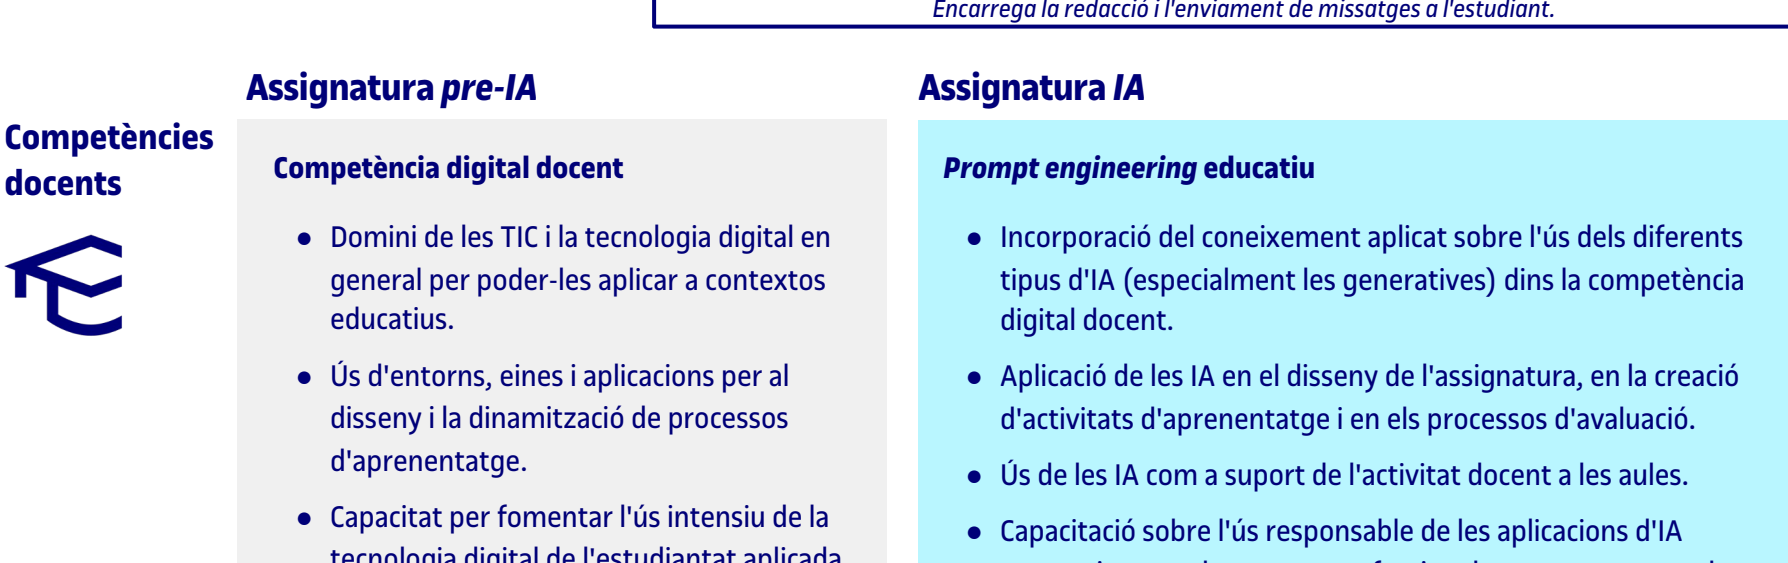 Encarrega la redacció i l'enviament de missatges a l'estudiant.
Assignatura pre-IA
Assignatura IA
Competències
docents
Competència digital docent
● Domini de les TIC i la tecnologia digital en
general per poder-les aplicar a contextos
educatius.
● Ús d'entorns, eines i aplicacions per al
disseny i la dinamització de processos
d'aprenentatge.
● Capacitat per fomentar l'ús intensiu de la
tecnologia digital de l'estudiantat aplicada
Prompt engineering educatiu
● Incorporació del coneixement aplicat sobre l'ús dels diferents
tipus d'IA (especialment les generatives) dins la competència
digital docent.
● Aplicació de les IA en el disseny de l'assignatura, en la creació
d'activitats d'aprenentatge i en els processos d'avaluació.
● Ús de les IA com a suport de l'activitat docent a les aules.
● Capacitació sobre l'ús responsable de les aplicacions d'IA